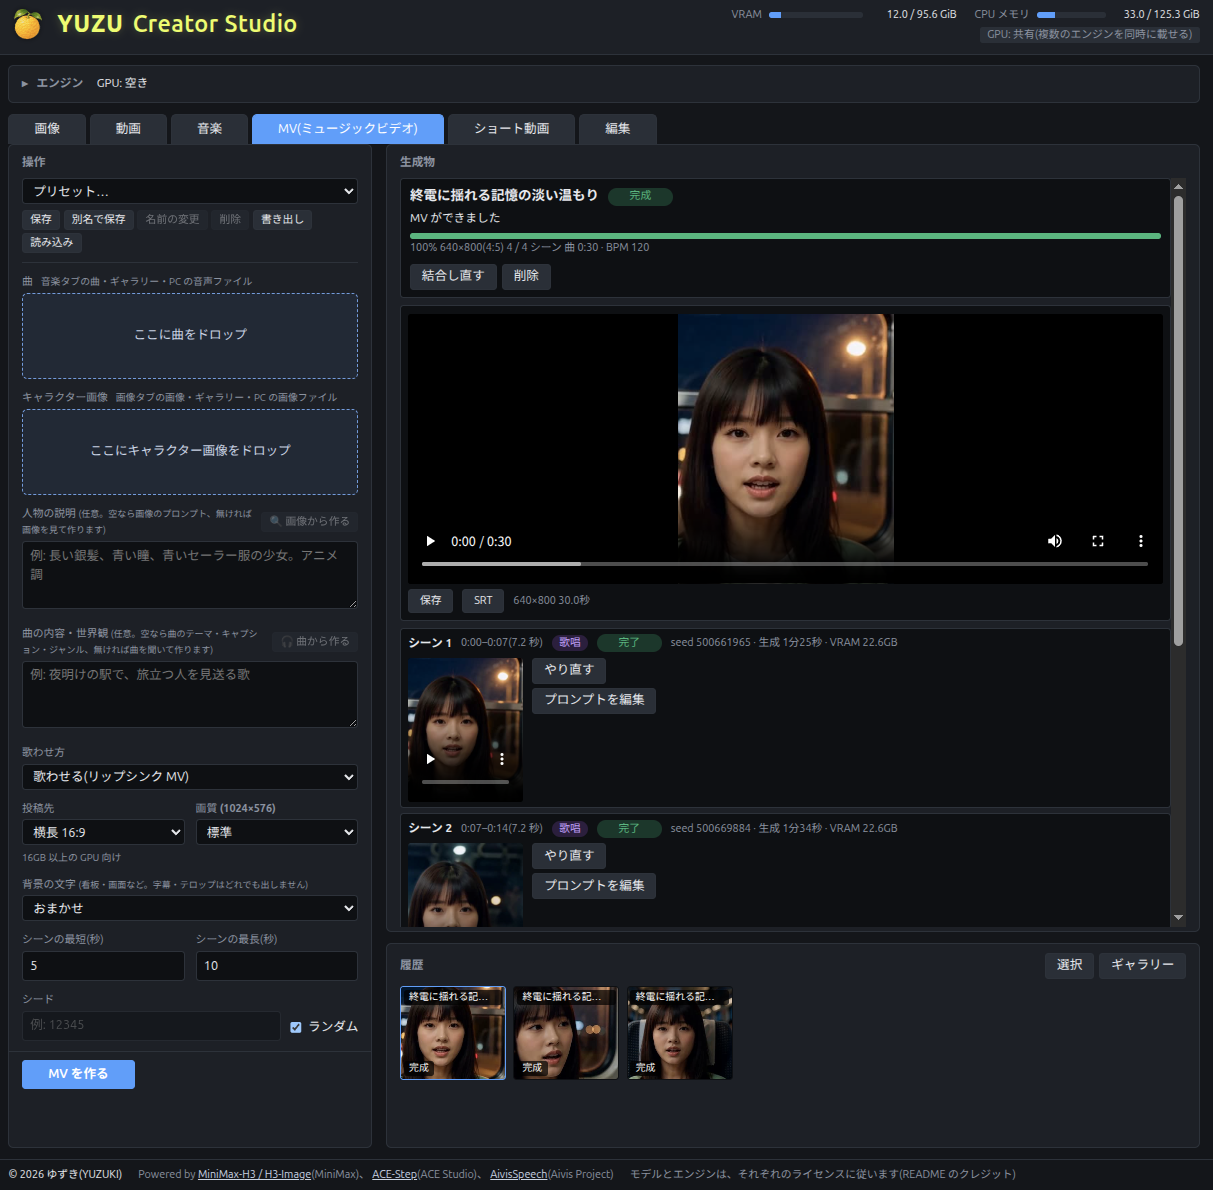 YUZU Creator Studio
VRAM 12.0 / 95.6 GiB CPU メモリ 33.0 / 125.3 GiB
GPU: 共有(複数のエンジンを同時に載せる)
▶ エンジン GPU: 空き
画像 動画 音楽 MV(ミュージックビデオ) ショート動画 編集
操作
プリセット…
保存 別名で保存 名前の変更 削除 書き出し
読み込み
曲 音楽タブの曲・ギャラリー・PC の音声ファイル
ここに曲をドロップ
キャラクター画像 画像タブの画像・ギャラリー・PC の画像ファイル
ここにキャラクター画像をドロップ
人物の説明 (任意。空なら画像のプロンプト、無ければ
画像を見て作ります)
🔍 画像から作る
例: 長い銀髪、青い瞳、青いセーラー服の少女。アニメ
調
曲の内容・世界観 (任意。空なら曲のテーマ・キャプシ
ョン・ジャンル、無ければ曲を聞いて作ります)
🎧 曲から作る
例: 夜明けの駅で、旅立つ人を見送る歌
歌わせ方
歌わせる(リップシンク MV)
投稿先 画質 (1024×576)
横長 16:9 標準
16GB 以上の GPU 向け
背景の文字 (看板・画面など。字幕・テロップはどれでも出しません)
おまかせ
シーンの最短(秒) シーンの最長(秒)
5 10
シード
例: 12345 ランダム
MV を作る
生成物
終電に揺れる記憶の淡い温もり 完成
MV ができました
100% 640×800(4:5) 4 / 4 シーン 曲 0:30 · BPM 120
結合し直す 削除
0:00 / 0:30
保存 SRT 640×800 30.0秒
シーン 1 0:00–0:07(7.2 秒) 歌唱 完了 seed 500661965 · 生成 1分25秒 · VRAM 22.6GB
やり直す
プロンプトを編集
シーン 2 0:07–0:14(7.2 秒) 歌唱 完了 seed 500669884 · 生成 1分34秒 · VRAM 22.6GB
やり直す
プロンプトを編集
履歴 選択 ギャラリー
終電に揺れる記… 終電に揺れる記… 終電に揺れる記…
完成 完成 完成
© 2026 ゆずき(YUZUKI) Powered by MiniMax-H3 / H3-Image(MiniMax)、 ACE-Step(ACE Studio)、 AivisSpeech(Aivis Project) モデルとエンジンは、それぞれのライセンスに従います(README のクレジット)